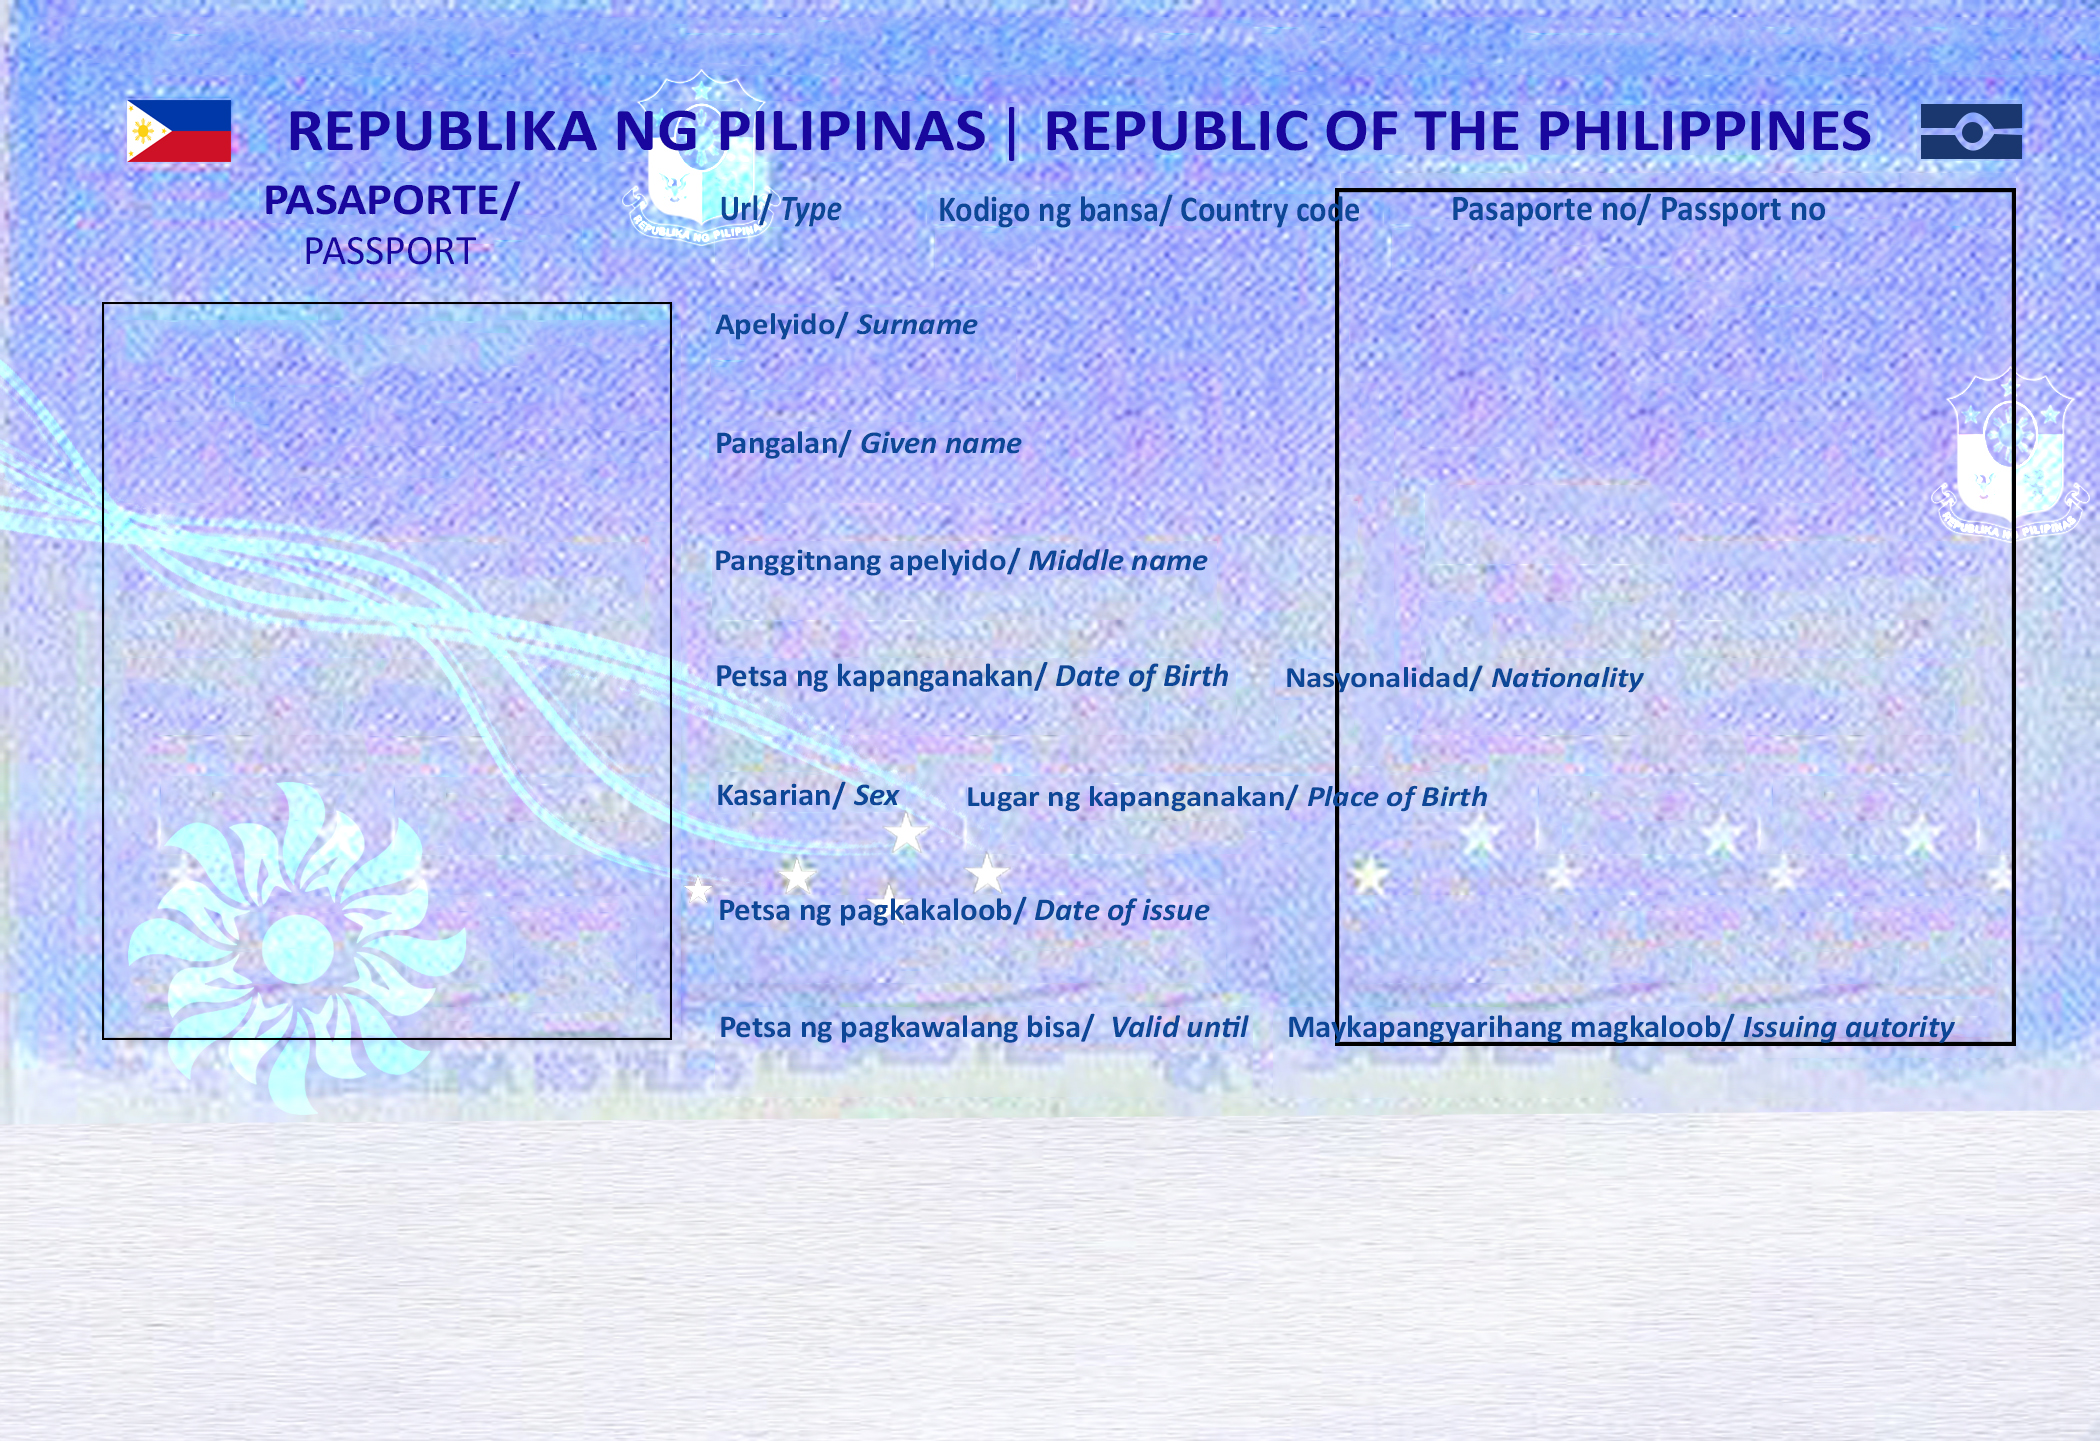 REPUBLIKA NG PILIPINAS | REPUBLIC OF THE PHILIPPINES
PASAPORTE/
PASSPORT
Url/ Type
Kodigo ng bansa/ Country code
Pasaporte no/ Passport no
REPUBLIKA NG PILIPINAS
Apelyido/ Surname
Pangalan/ Given name
REPUBLIKA NG PILIPINAS
Panggitnang apelyido/ Middle name
Petsa ng kapanganakan/ Date of Birth
Nasyonalidad/ Nationality
Kasarian/ Sex
Lugar ng kapanganakan/ Place of Birth
Petsa ng pagkakaloob/ Date of issue
Petsa ng pagkawalang bisa/ Valid until
Maykapangyarihang magkaloob/ Issuing autority